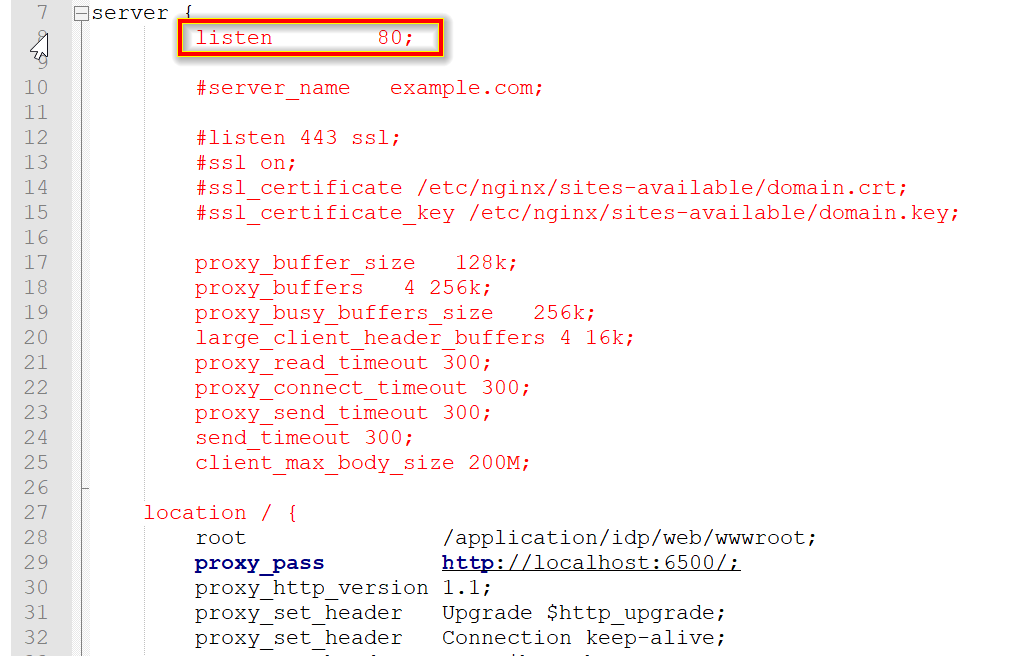 7 server {
8 listen 80;
9
10 #server_name example.com;
11
12 #listen 443 ssl;
13 #ssl on;
14 #ssl_certificate /etc/nginx/sites-available/domain.crt;
15 #ssl_certificate_key /etc/nginx/sites-available/domain.key;
16
17 proxy_buffer_size 128k;
18 proxy_buffers 4 256k;
19 proxy_busy_buffers_size 256k;
20 large_client_header_buffers 4 16k;
21 proxy_read_timeout 300;
22 proxy_connect_timeout 300;
23 proxy_send_timeout 300;
24 send_timeout 300;
25 client_max_body_size 200M;
26
27 location / {
28 root /application/idp/web/wwwroot;
29 proxy_pass http://localhost:6500/;
30 proxy_http_version 1.1;
31 proxy_set_header Upgrade $http_upgrade;
32 proxy_set_header Connection keep-alive;